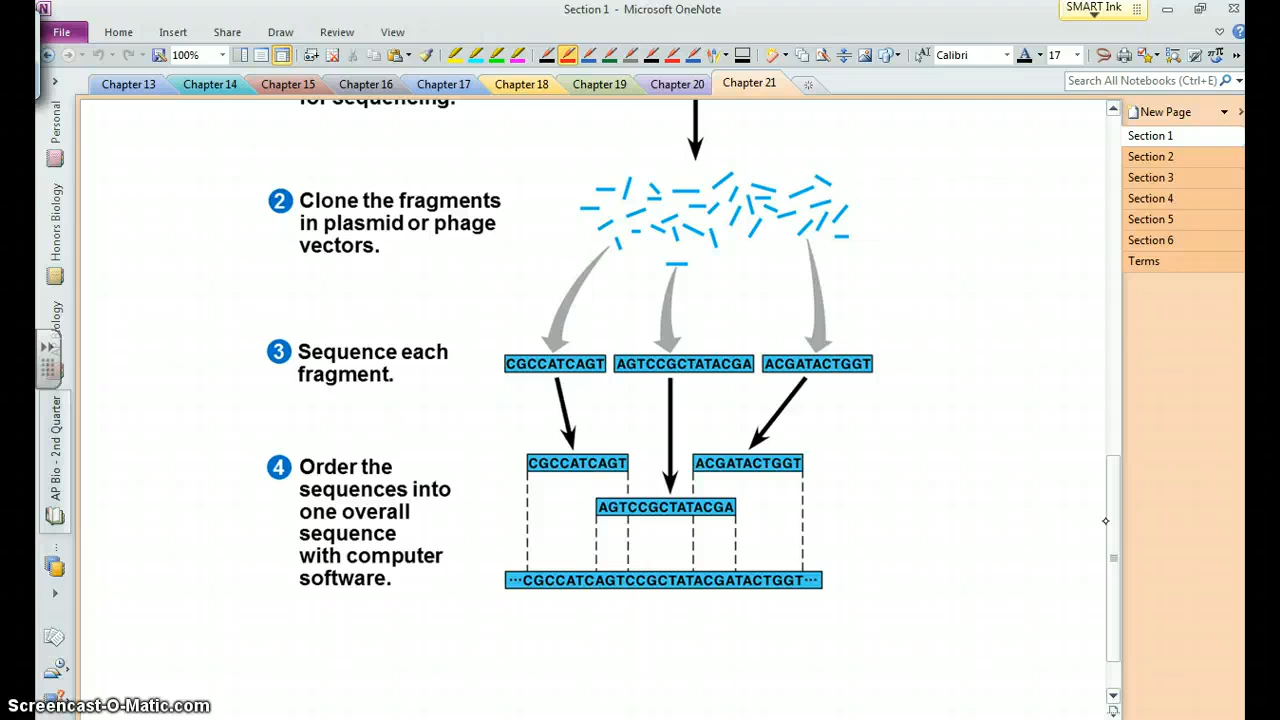 Section 1 - Microsoft OneNote
SMART Ink
File Home Insert Share Draw Review View
100%
Calibri 17
Chapter 13 Chapter 14 Chapter 15 Chapter 16 Chapter 17 Chapter 18 Chapter 19 Chapter 20 Chapter 21
Search All Notebooks (Ctrl+E)
Personal
Honors Biology
AP Bio - 2nd Quarter
New Page
Section 1
Section 2
Section 3
Section 4
Section 5
Section 6
Terms
for sequencing.
2 Clone the fragments
in plasmid or phage
vectors.
3 Sequence each
fragment.
CGCCATCAGT AGTCCGCTATACGA ACGATACTGGT
4 Order the
sequences into
one overall
sequence
with computer
software.
CGCCATCAGT ACGATACTGGT
AGTCCGCTATACGA
···CGCCATCAGTCCGCTATACGATACTGGT···
Screencast-O-Matic.com